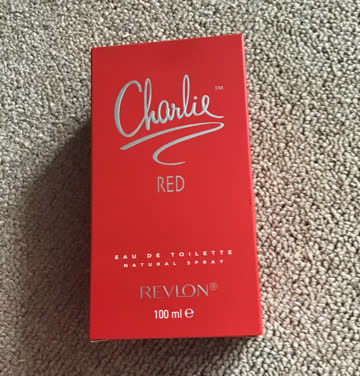 Charlie™
RED
EAU DE TOILETTE
NATURAL SPRAY
REVLON®
100 ml ℮